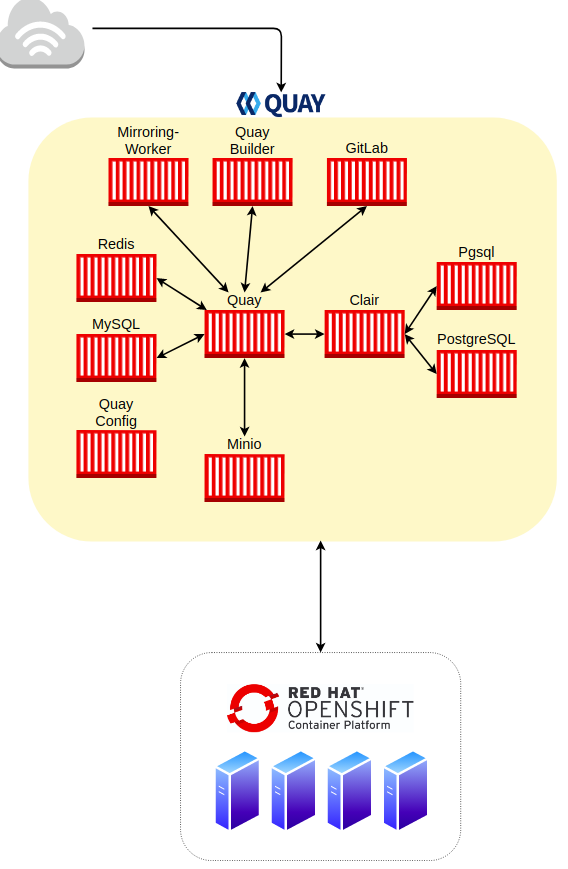 QUAY
Mirroring-
Worker
Quay
Builder
GitLab
Redis
Quay
Clair
Pgsql
MySQL
PostgreSQL
Quay
Config
Minio
RED HAT
OPENSHIFT
Container Platform